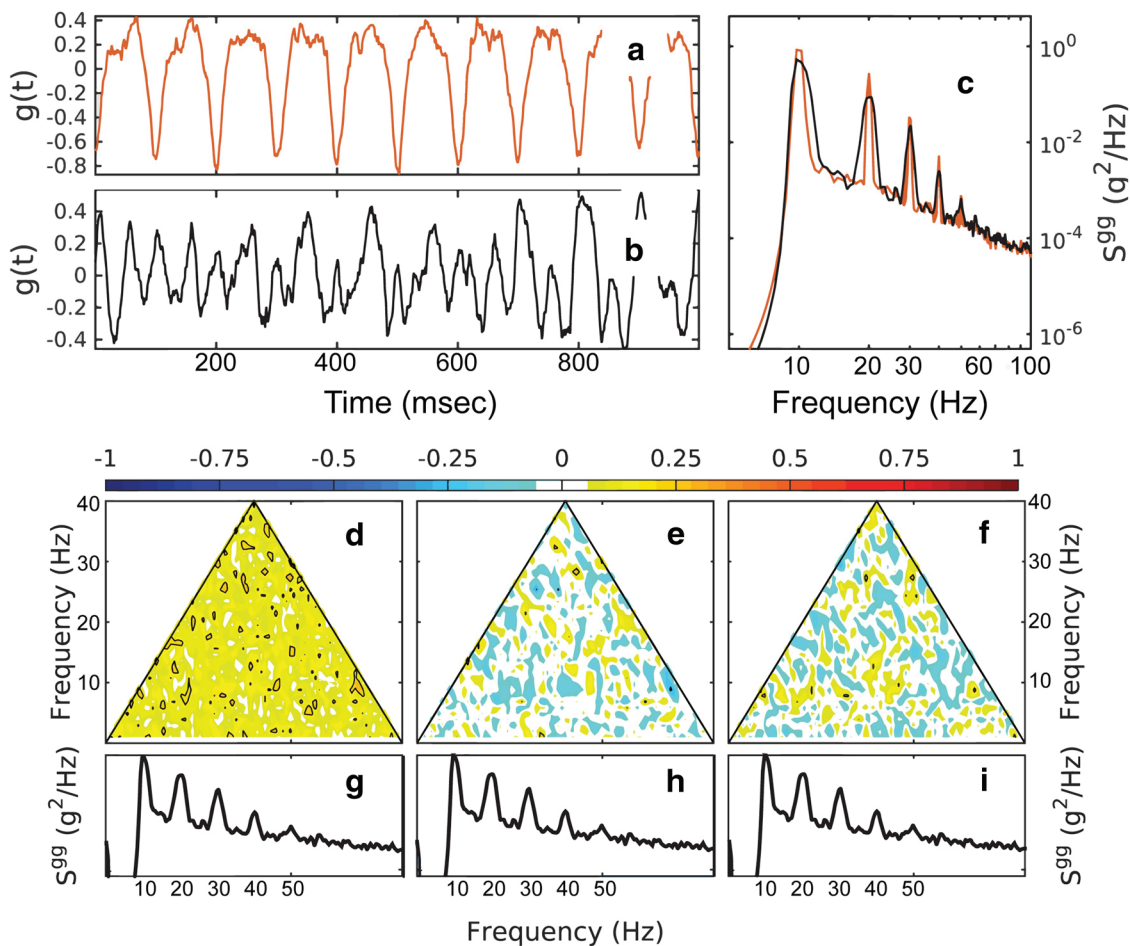 0.4
0.2
0
-0.2
-0.4
-0.6
-0.8
g(t)
a
0.4
0.2
0
-0.2
-0.4
g(t)
b
200 400 600 800
Time (msec)
c
10⁰
10⁻²
10⁻⁴
10⁻⁶
S^gg (g²/Hz)
10 20 30 40 60 100
Frequency (Hz)
-1 -0.75 -0.5 -0.25 0 0.25 0.5 0.75 1
40
30
20
10
Frequency (Hz)
d
e
f
40
30
20
10
Frequency (Hz)
S^gg (g²/Hz)
g
h
i
S^gg (g²/Hz)
10 20 30 40 50
10 20 30 40 50
10 20 30 40 50
Frequency (Hz)